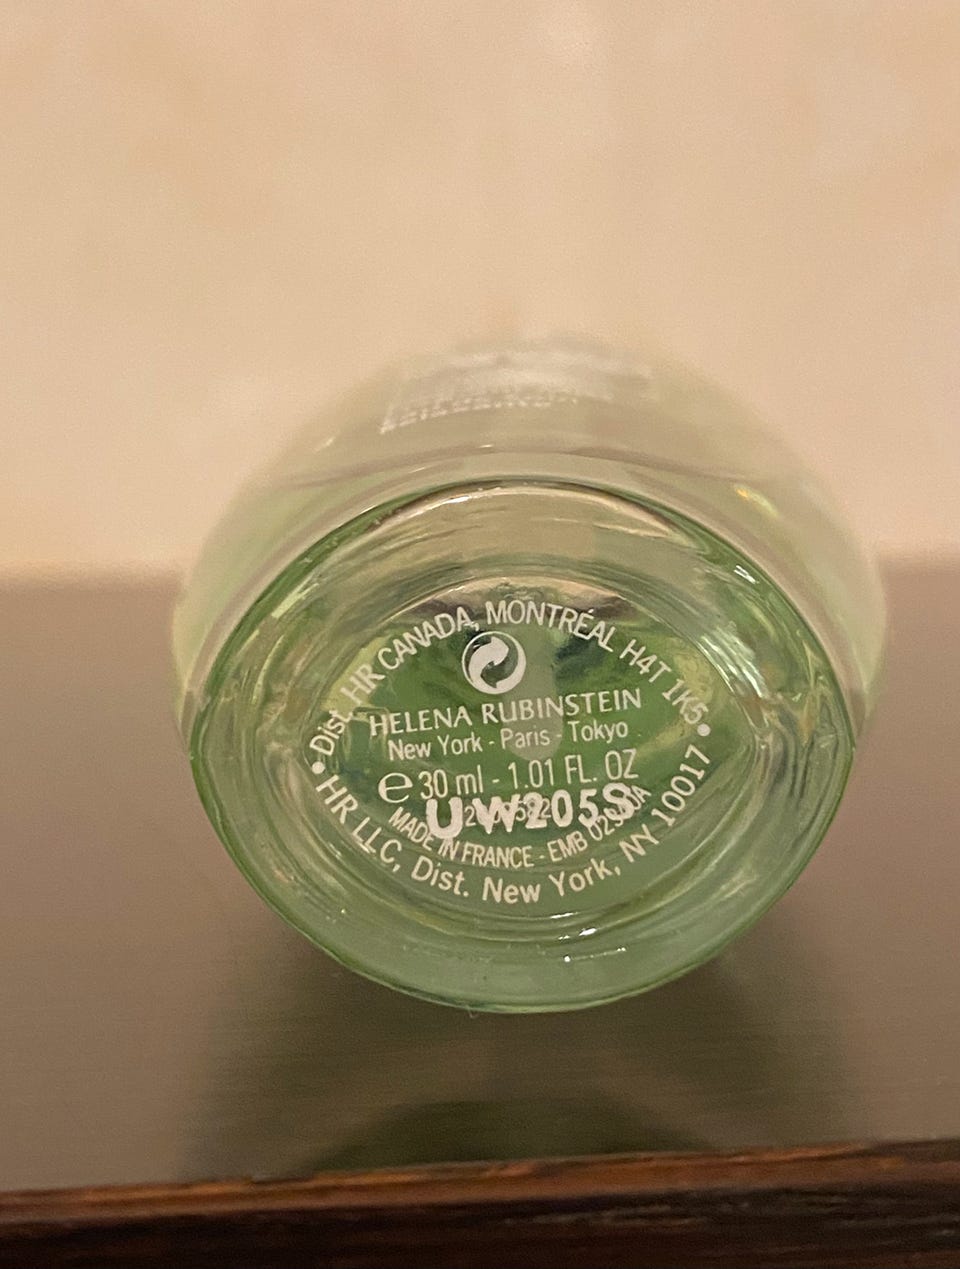 • Dist. HR CANADA, MONTRÉAL H4T 1K5 •
HELENA RUBINSTEIN
New York - Paris - Tokyo
e 30 ml - 1.01 FL. OZ
UW205S
MADE IN FRANCE - EMB
HR LLC, Dist. New York, NY 10017